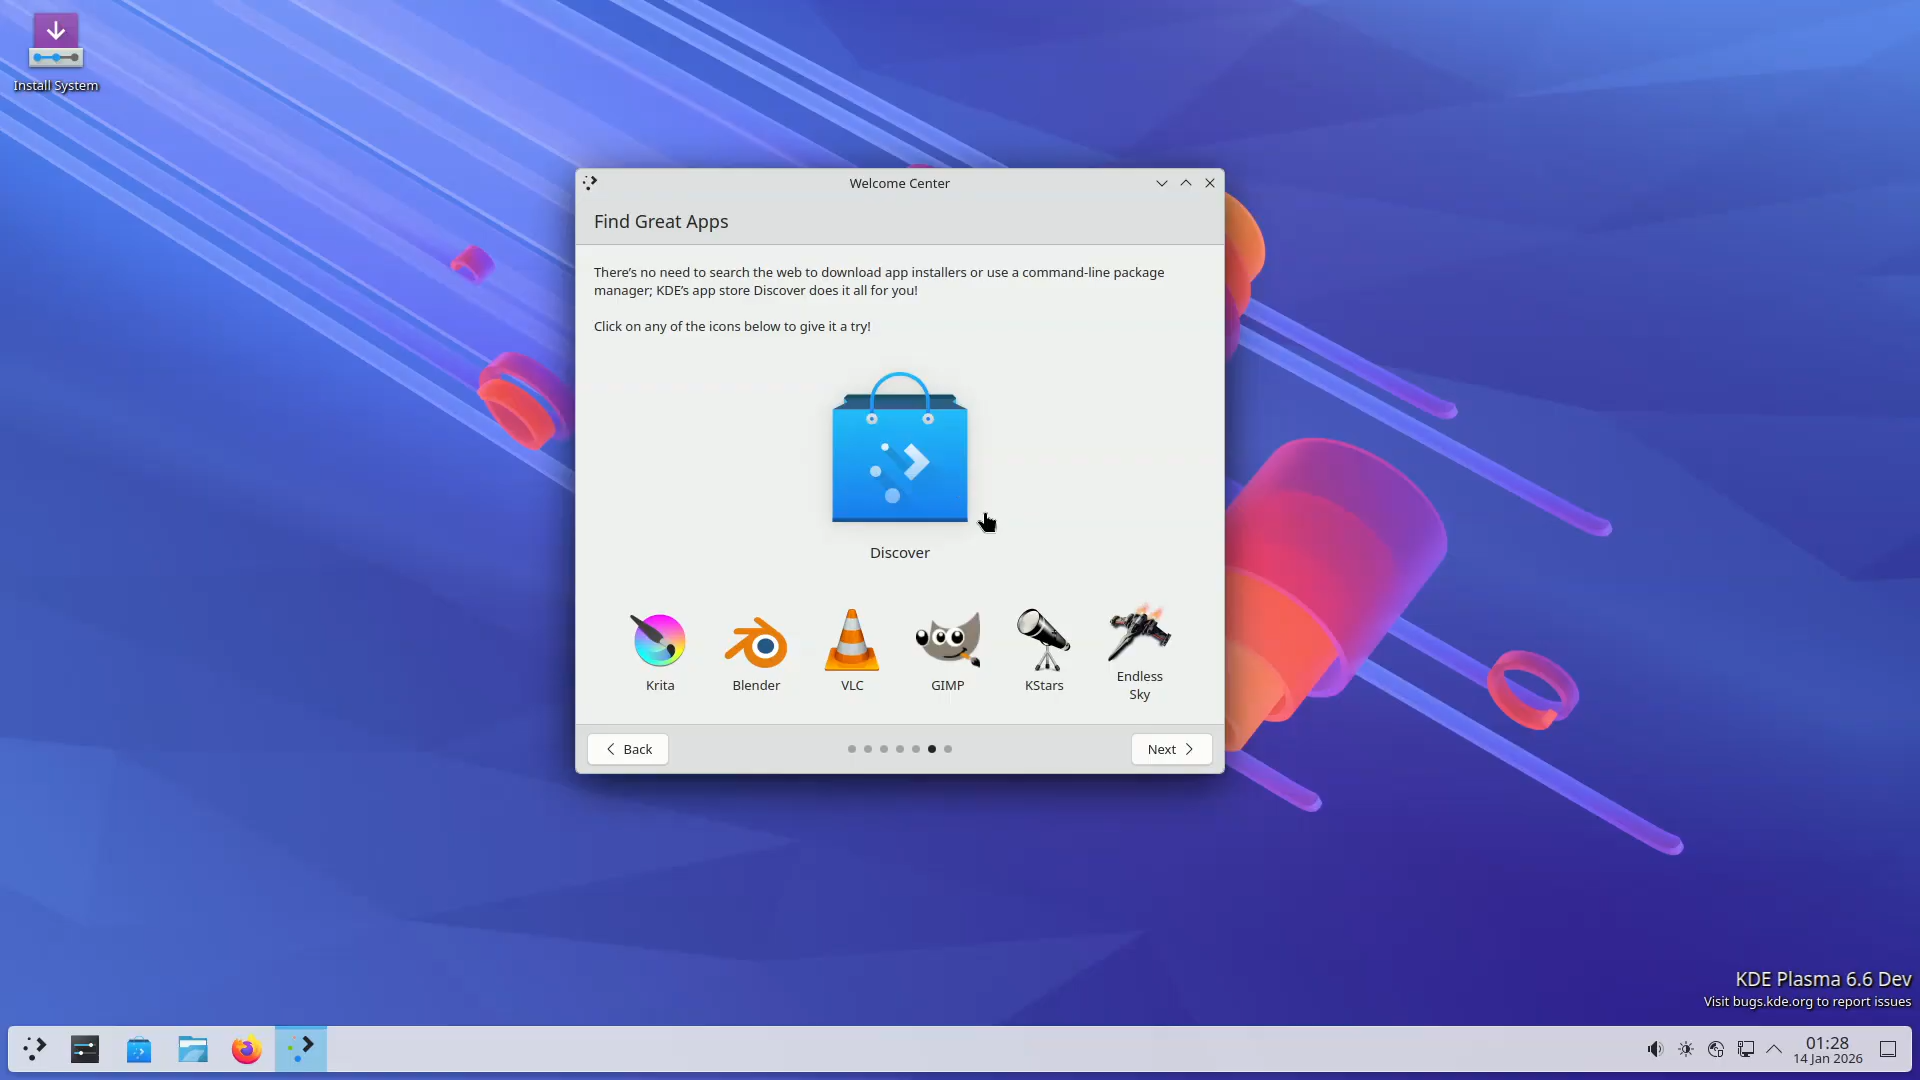 Install System
Welcome Center
Find Great Apps
There's no need to search the web to download app installers or use a command-line package
manager; KDE's app store Discover does it all for you!
Click on any of the icons below to give it a try!
Discover
Krita
Blender
VLC
GIMP
KStars
Endless
Sky
Back
Next
KDE Plasma 6.6 Dev
Visit bugs.kde.org to report issues
01:28
14 Jan 2026